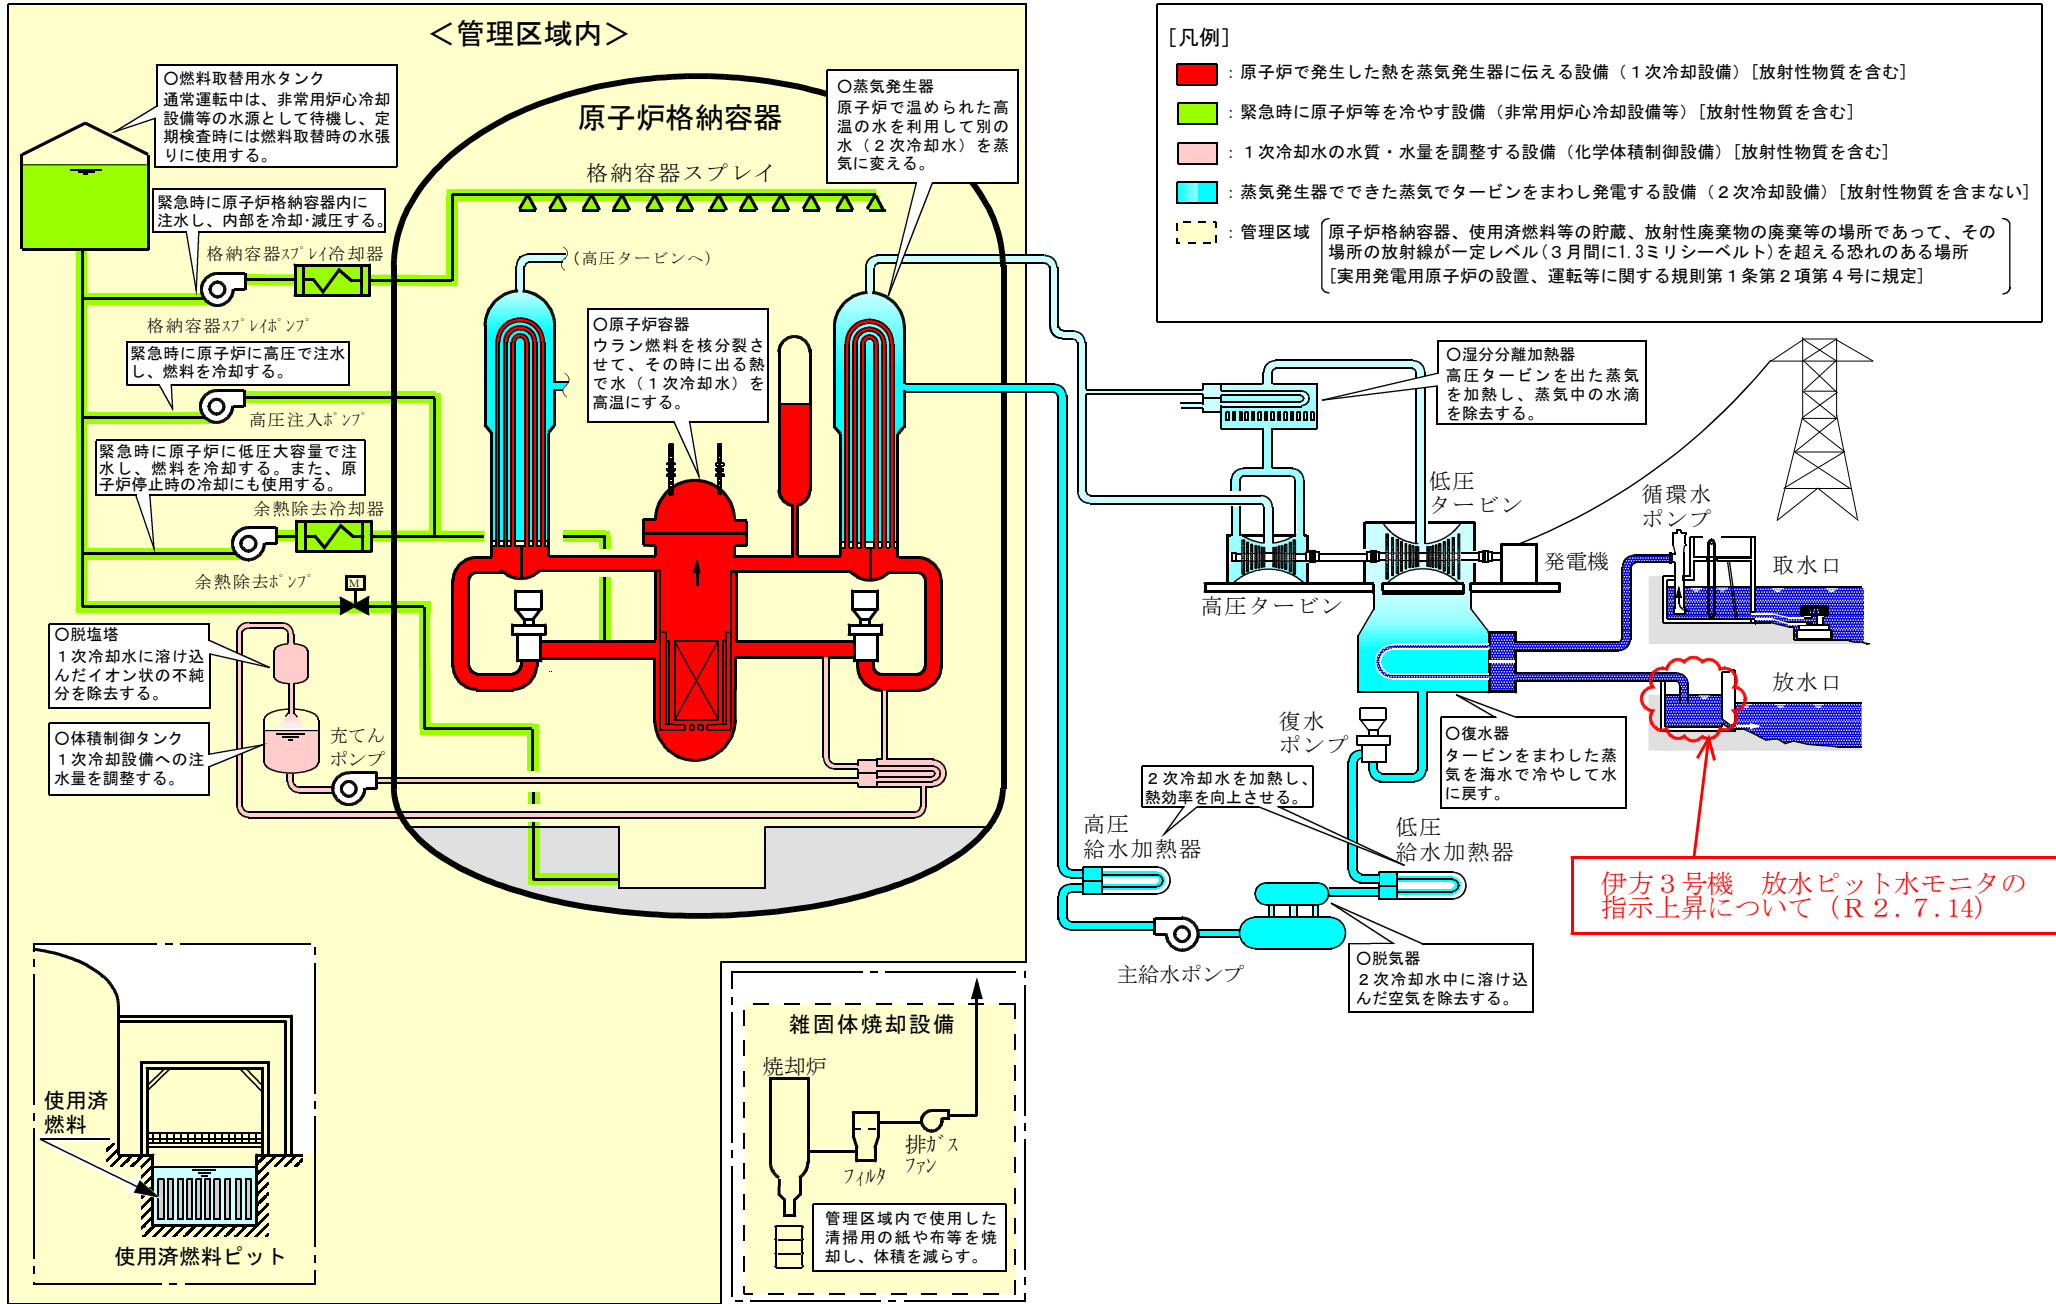 ＜管理区域内＞
○燃料取替用水タンク
通常運転中は、非常用炉心冷却
設備等の水源として待機し、定
期検査時には燃料取替時の水張
りに使用する。
原子炉格納容器
格納容器スプレイ
○蒸気発生器
原子炉で温められた高
温の水を利用して別の
水（２次冷却水）を蒸
気に変える。
緊急時に原子炉格納容器内に
注水し、内部を冷却･減圧する。
格納容器ｽﾌﾟﾚｲ冷却器
格納容器ｽﾌﾟﾚｲﾎﾟﾝﾌﾟ
（高圧タービンへ）
緊急時に原子炉に高圧で注水
し、燃料を冷却する。
高圧注入ﾎﾟﾝﾌﾟ
○原子炉容器
ウラン燃料を核分裂さ
せて、その時に出る熱
で水（１次冷却水）を
高温にする。
緊急時に原子炉に低圧大容量で注
水し、燃料を冷却する。また、原
子炉停止時の冷却にも使用する。
余熱除去冷却器
余熱除去ﾎﾟﾝﾌﾟ
M
○脱塩塔
１次冷却水に溶け込
んだイオン状の不純
分を除去する。
○体積制御タンク
１次冷却設備への注
水量を調整する。
充てん
ポンプ
[凡例]
：原子炉で発生した熱を蒸気発生器に伝える設備（１次冷却設備）[放射性物質を含む]
：緊急時に原子炉等を冷やす設備（非常用炉心冷却設備等）[放射性物質を含む]
：１次冷却水の水質・水量を調整する設備（化学体積制御設備）[放射性物質を含む]
：蒸気発生器でできた蒸気でタービンをまわし発電する設備（２次冷却設備）[放射性物質を含まない]
：管理区域
原子炉格納容器、使用済燃料等の貯蔵、放射性廃棄物の廃棄等の場所であって、その
場所の放射線が一定レベル(３月間に1.3ミリシーベルト)を超える恐れのある場所
[実用発電用原子炉の設置、運転等に関する規則第１条第２項第４号に規定]
○湿分分離加熱器
高圧タービンを出た蒸気
を加熱し、蒸気中の水滴
を除去する。
低圧
タービン
高圧タービン
発電機
循環水
ポンプ
取水口
放水口
復水
ポンプ
○復水器
タービンをまわした蒸
気を海水で冷やして水
に戻す。
２次冷却水を加熱し、
熱効率を向上させる。
高圧
給水加熱器
低圧
給水加熱器
伊方３号機　放水ピット水モニタの
指示上昇について（Ｒ２．７．14）
主給水ポンプ
○脱気器
２次冷却水中に溶け込
んだ空気を除去する。
使用済
燃料
使用済燃料ピット
雑固体焼却設備
焼却炉
フィルタ
排ｶﾞｽ
ﾌｧﾝ
管理区域内で使用した
清掃用の紙や布等を焼
却し、体積を減らす。